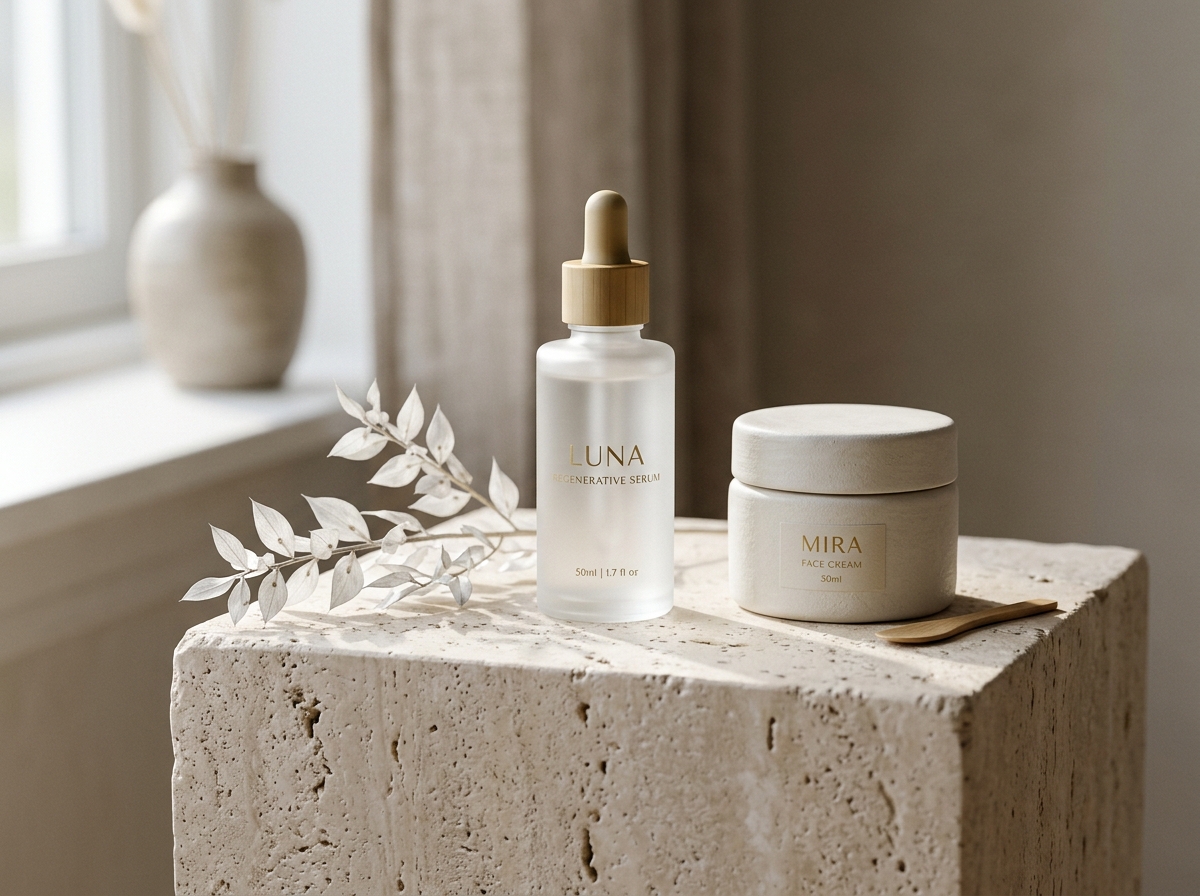 LUNA
REGENERATIVE SERUM
50ml | 1.7 fl or
MIRA
FACE CREAM
50ml